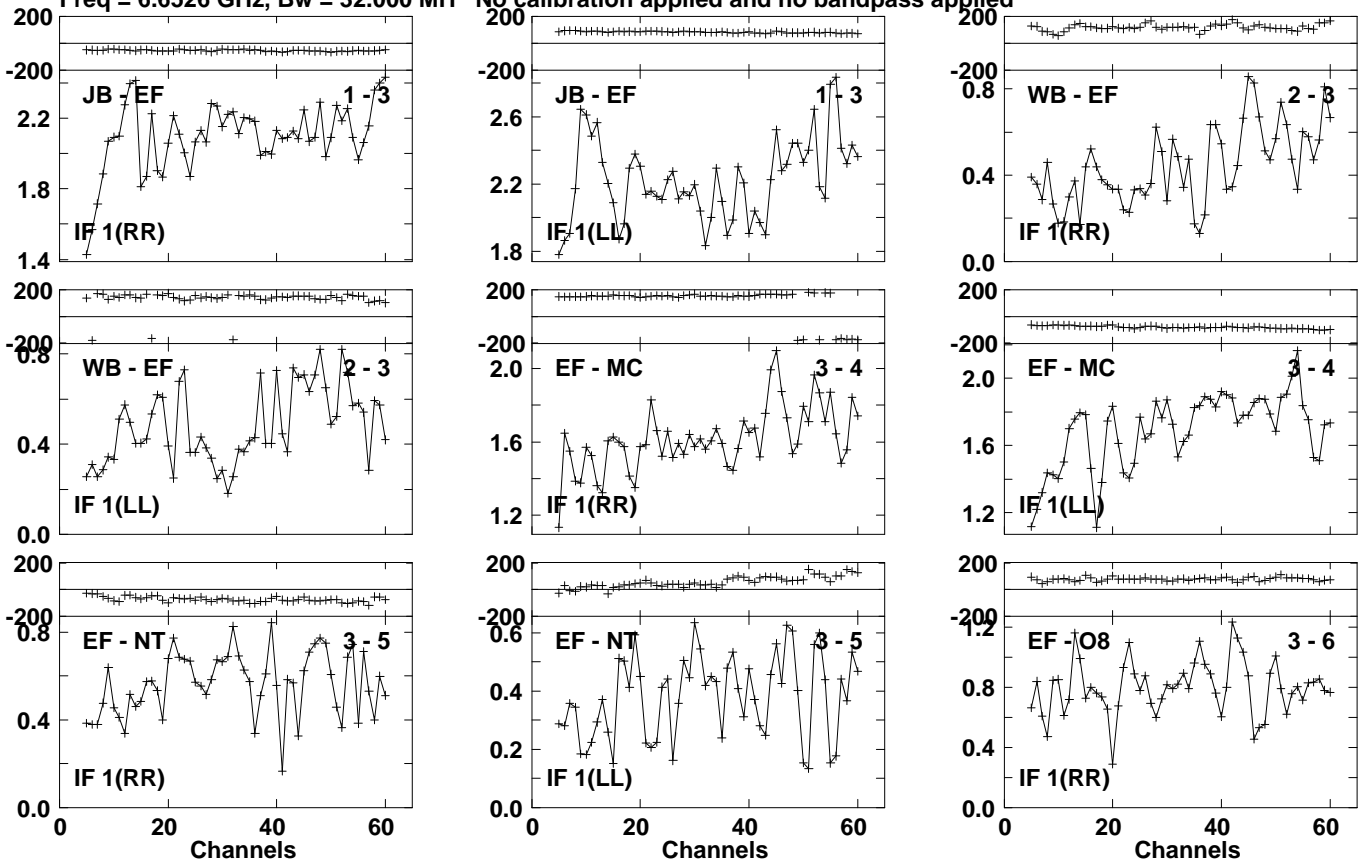 Freq = 6.6526 GHz, Bw = 32.000 MH No calibration applied and no bandpass applied
200 200 200
-200 -200
JB - EF 1 - 3 JB - EF 1 - 3 WB - EF 2 - 3
0.8
2.2 2.6
1.8 2.2 0.4
IF 1(RR) IF 1(LL) IF 1(RR)
1.4 1.8 0.0
200 200 200
-200 -200 -200
0.8
WB - EF 2 - 3 EF - MC 3 - 4 EF - MC 3 - 4
2.0 2.0
0.4 1.6 1.6
IF 1(LL) IF 1(RR) IF 1(LL)
0.0 1.2 1.2
200 200 200
-200 -200 -200
0.8 0.6 1.2
EF - NT 3 - 5 EF - NT 3 - 5 EF - O8 3 - 6
0.4 0.4 0.8
0.2 0.4
IF 1(RR) IF 1(LL) IF 1(RR)
0.0 0.0 0.0
0 20 40 60 0 20 40 60 0 20 40 60
Channels Channels Channels